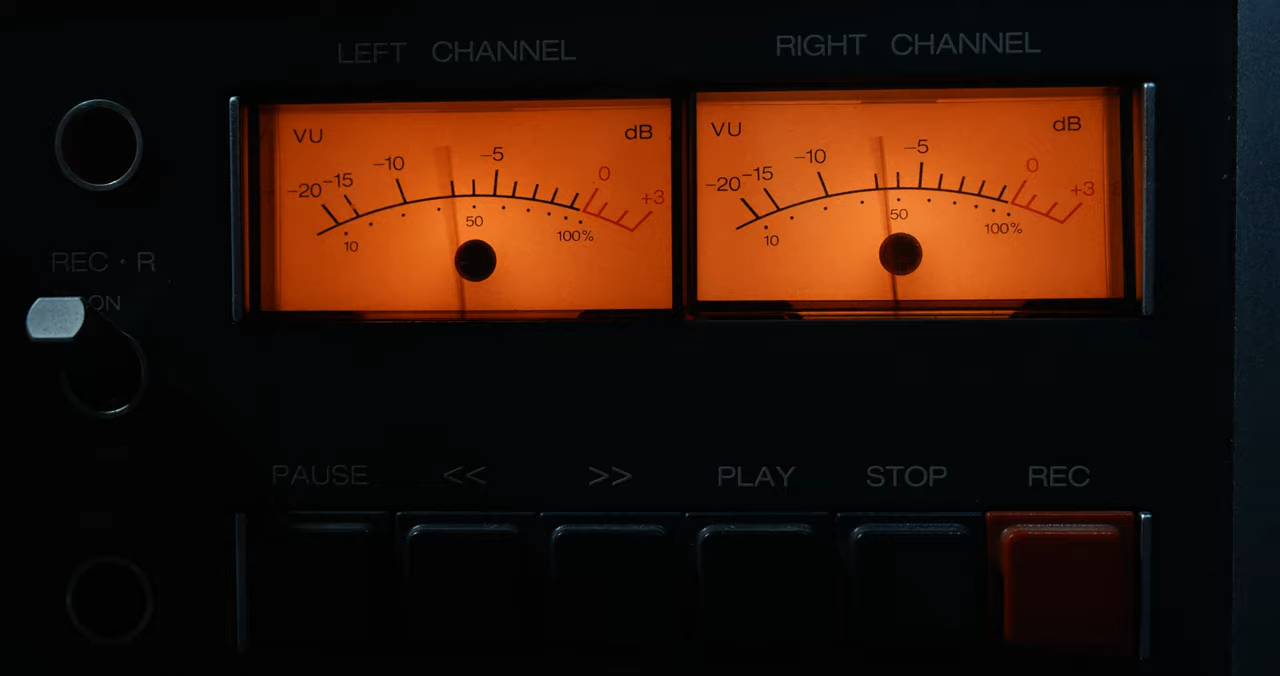 LEFT CHANNEL
RIGHT CHANNEL
VU
dB
-20
-15
-10
-5
0
+3
10
50
100%
VU
dB
-20
-15
-10
-5
0
+3
10
50
100%
REC · R
ON
PAUSE
<<
>>
PLAY
STOP
REC